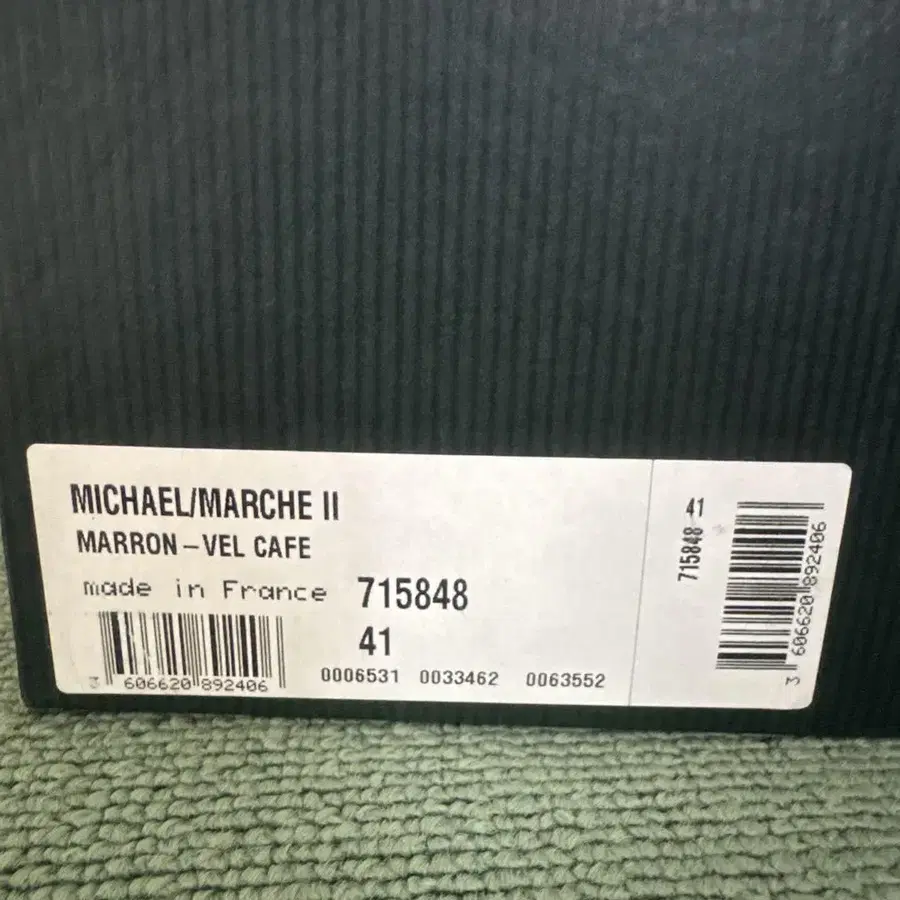 MICHAEL/MARCHE II
MARRON – VEL CAFE
made in France 715848
41
3 606620 892406
0006531 0033462 0063552
41
715848
3 606620 892406